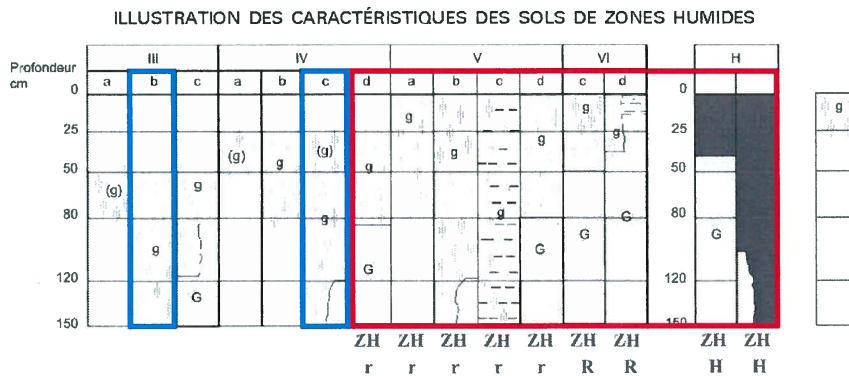 ILLUSTRATION DES CARACTÉRISTIQUES DES SOLS DE ZONES HUMIDES
III IV V VI H
Profondeur
cm
a b c a b c d a b c d c d
0 0
g g g
25 g g 25
(g) g (g) g g
50 50
(g) g
80 g g G 80
g G G G
G
120 G 120
150 150
ZH ZH ZH ZH ZH ZH ZH ZH ZH
r r r r r R R H H